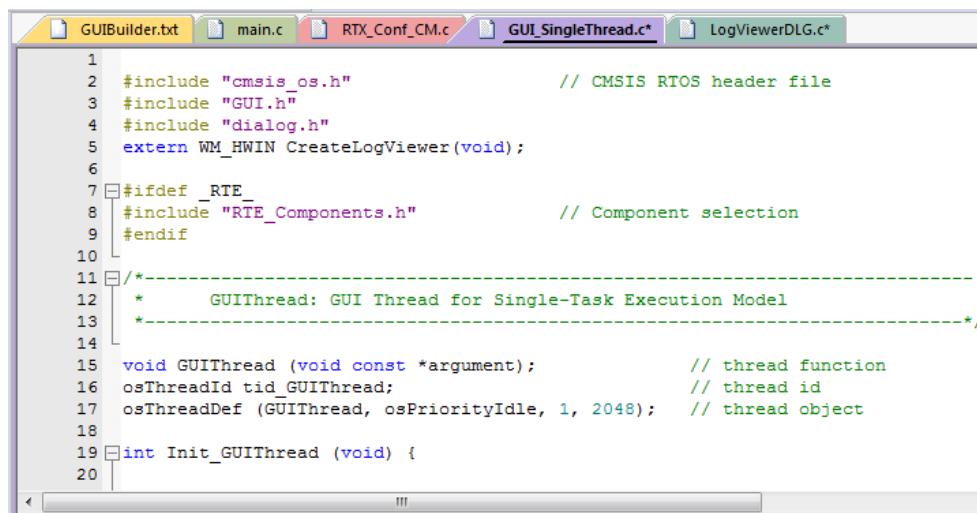 GUIBuilder.txt main.c RTX_Conf_CM.c GUI_SingleThread.c* LogViewerDLG.c*
1
2 #include "cmsis_os.h" // CMSIS RTOS header file
3 #include "GUI.h"
4 #include "dialog.h"
5 extern WM_HWIN CreateLogViewer(void);
6
7 #ifdef _RTE_
8 #include "RTE_Components.h" // Component selection
9 #endif
10
11 /*----------------------------------------------------------------------------
12 * GUIThread: GUI Thread for Single-Task Execution Model
13 *---------------------------------------------------------------------------*/
14
15 void GUIThread (void const *argument); // thread function
16 osThreadId tid_GUIThread; // thread id
17 osThreadDef (GUIThread, osPriorityIdle, 1, 2048); // thread object
18
19 int Init_GUIThread (void) {
20